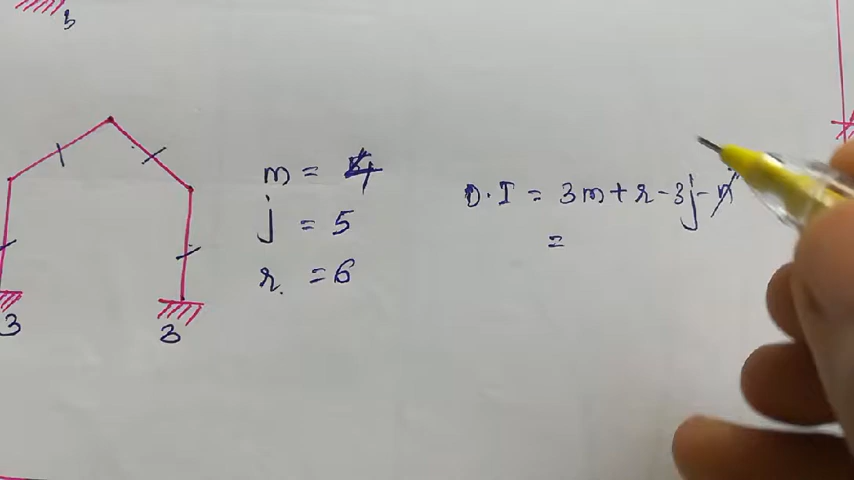 3
m = 4
j = 5
r = 6
3
3
D.I = 3m + r - 3j - n
=